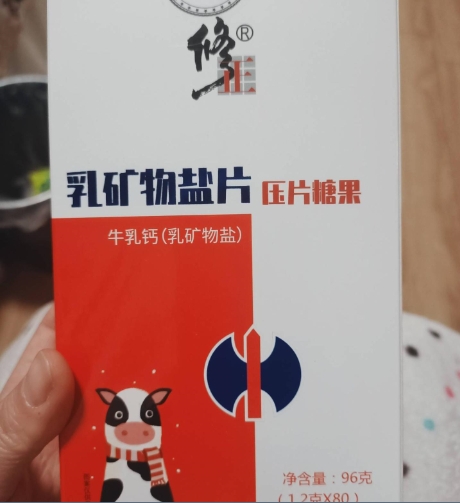 修正®
乳矿物盐片 压片糖果
牛乳钙(乳矿物盐)
净含量：96克
(1.2克X80)